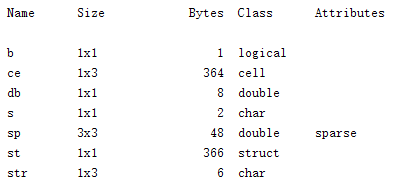 Name Size Bytes Class Attributes
b 1x1 1 logical
ce 1x3 364 cell
db 1x1 8 double
s 1x1 2 char
sp 3x3 48 double sparse
st 1x1 366 struct
str 1x3 6 char